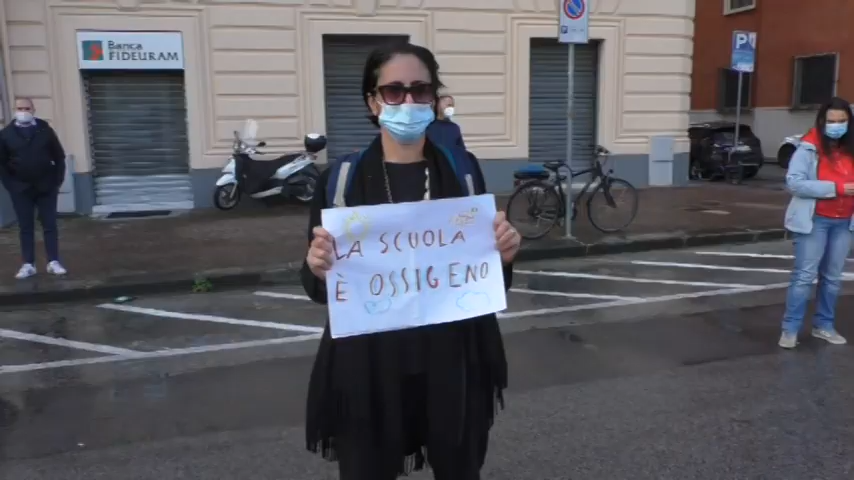 Banca
FIDEURAM
P
LA SCUOLA
È OSSIGENO